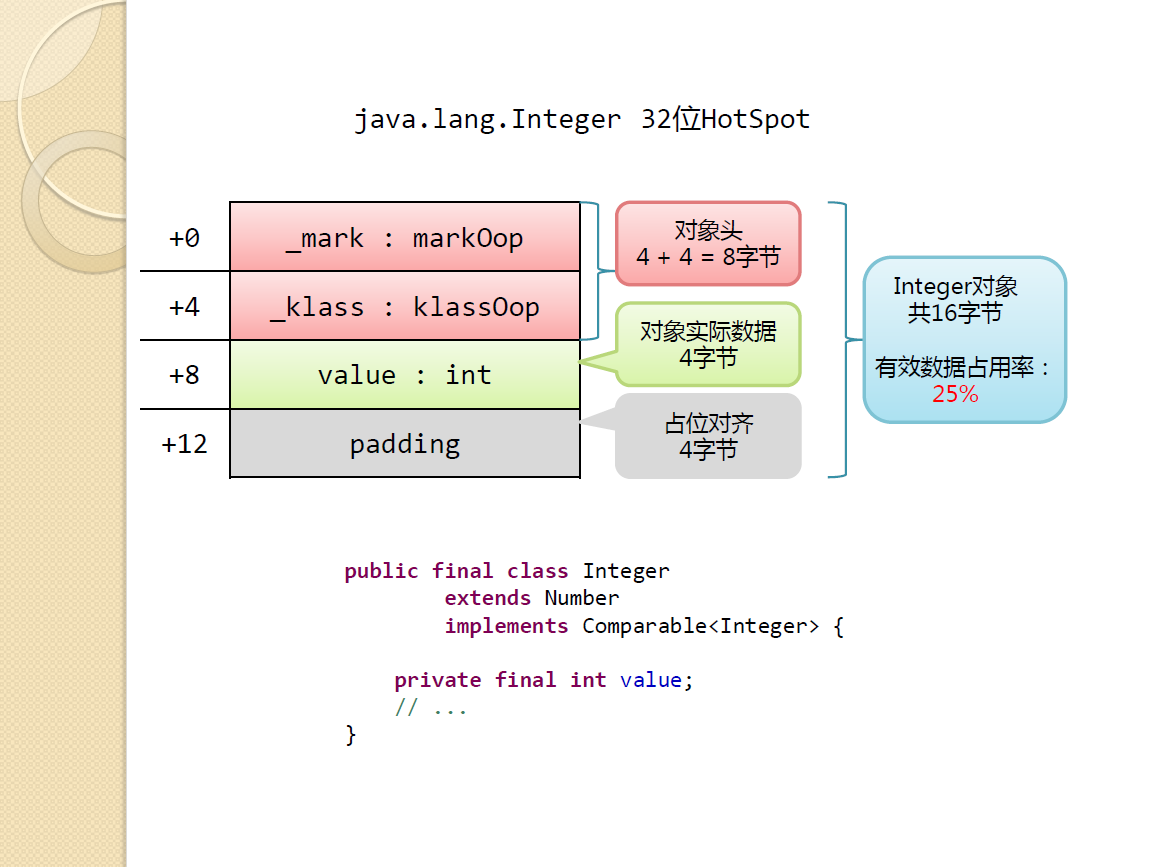 java.lang.Integer 32位HotSpot
+0
_mark : markOop
+4
_klass : klassOop
+8
value : int
+12
padding
对象头
4 + 4 = 8字节
对象实际数据
4字节
占位对齐
4字节
Integer对象
共16字节
有效数据占用率：
25%
public final class Integer
extends Number
implements Comparable<Integer> {
private final int value;
// ...
}